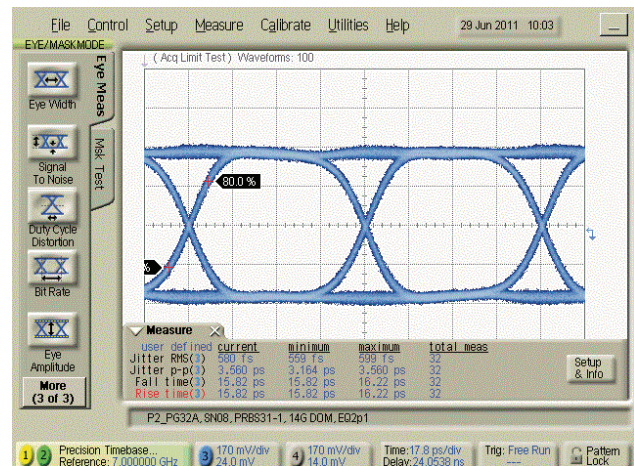 File Control Setup Measure Calibrate Utilities Help 29 Jun 2011 10:03
EYE/MASKMODE
Eye Meas
Msk Test
( Acq Limit Test ) Waveforms: 100
Eye Width
Signal
To Noise
Duty Cycle
Distortion
Bit Rate
Eye
Amplitude
More
(3 of 3)
80.0 %
%
Measure
user defined current minimum maximum total meas
Jitter RMS(3) 580 fs 559 fs 599 fs 32
Jitter p-p(3) 3.560 ps 3.164 ps 3.560 ps 32
Fall time(3) 15.82 ps 15.82 ps 16.22 ps 32
Rise time(3) 15.82 ps 15.82 ps 16.22 ps 32
Setup
& Info
P2_PG32A, SN08, PRBS31-1, 14G DOM, EQ2p1
1 2 Precision Timebase...
Reference: 7.000000 GHz
3 170 mV/div
24.0 mV
4 170 mV/div
14.0 mV
Time:17.8 ps/div
Delay:24.0538 ns
Trig: Free Run
---
Pattern
Lock